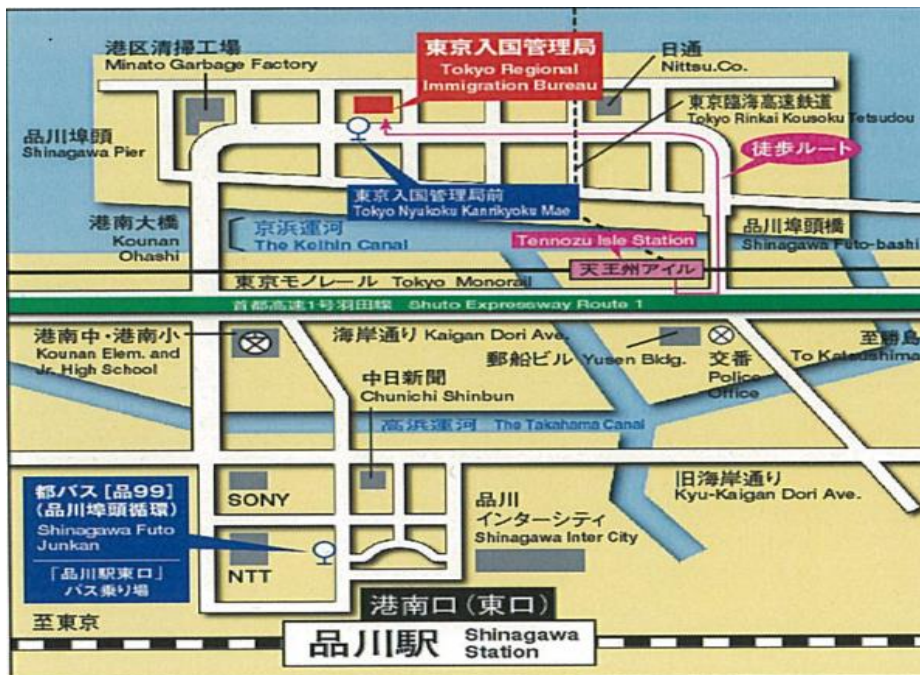 港区清掃工場
Minato Garbage Factory
東京入国管理局
Tokyo Regional
Immigration Bureau
日通
Nittsu.Co.
東京臨海高速鉄道
Tokyo Rinkai Kousoku Tetsudou
品川埠頭
Shinagawa Pier
徒歩ルート
東京入国管理局前
Tokyo Nyukoku Kanrikyoku Mae
港南大橋
Kounan
Ohashi
京浜運河
The Keihin Canal
Tennozu Isle Station
天王州アイル
品川埠頭橋
Shinagawa Futo-bashi
東京モノレール Tokyo Monorail
首都高速1号羽田線 Shuto Expressway Route 1
港南中・港南小
Kounan Elem. and
Jr. High School
海岸通り Kaigan Dori Ave.
郵船ビル Yusen Bldg.
交番
Police
Office
至勝島
To Katsushima
中日新聞
Chunichi Shinbun
高浜運河 The Takahama Canal
都バス [品99]
(品川埠頭循環)
Shinagawa Futo
Junkan
「品川駅東口」
バス乗り場
SONY
NTT
品川
インターシティ
Shinagawa Inter City
旧海岸通り
Kyu-Kaigan Dori Ave.
港南口(東口)
至東京
品川駅 Shinagawa
Station